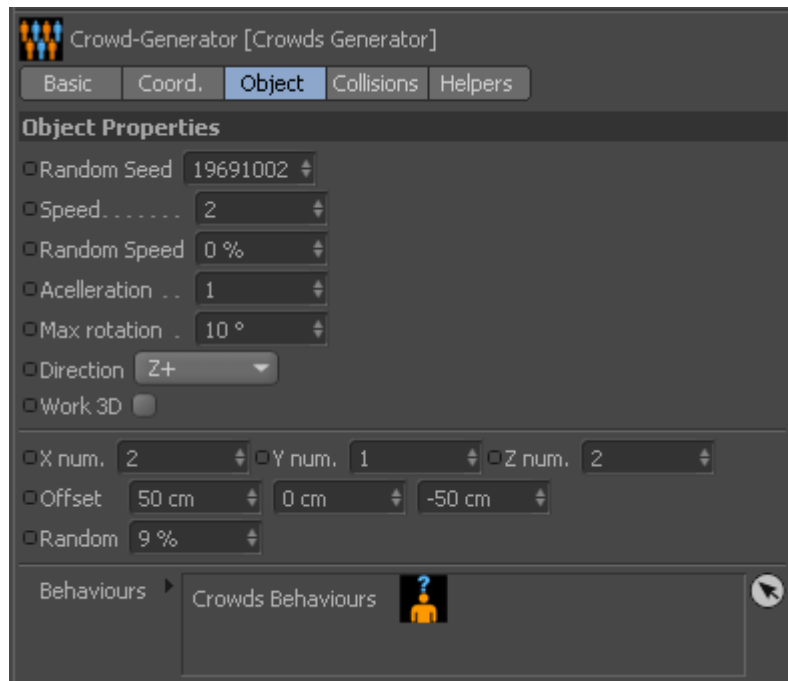 Crowd-Generator [Crowds Generator]
Basic Coord. Object Collisions Helpers
Object Properties
Random Seed 19691002
Speed....... 2
Random Speed 0 %
Acelleration .. 1
Max rotation . 10 °
Direction Z+
Work 3D
X num. 2 Y num. 1 Z num. 2
Offset 50 cm 0 cm -50 cm
Random 9 %
Behaviours Crowds Behaviours ?